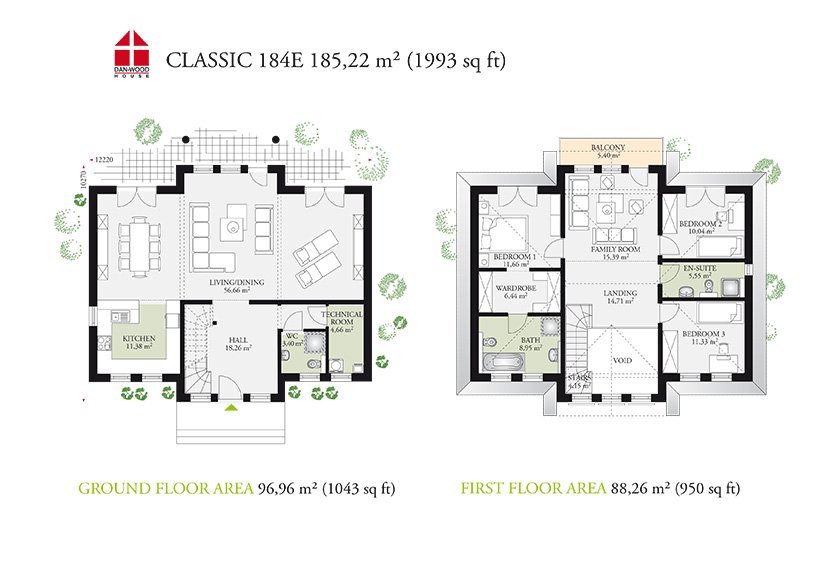 DAN-WOOD
HOUSE
CLASSIC 184E 185,22 m² (1993 sq ft)
12220
10270
LIVING/DINING
56.66 m²
KITCHEN
11,38 m²
HALL
18.26 m²
WC
3,40 m²
TECHNICAL
ROOM
4,66 m²
BALCONY
5.40 m²
BEDROOM 1
11,66 m²
FAMILY ROOM
15.39 m²
BEDROOM 2
10.04 m²
WARDROBE
6,44 m²
EN-SUITE
5,55 m²
LANDING
14,71 m²
BATH
8,95 m²
VOID
BEDROOM 3
11.33 m²
STAIRS
4,15 m²
GROUND FLOOR AREA 96,96 m² (1043 sq ft)
FIRST FLOOR AREA 88,26 m² (950 sq ft)